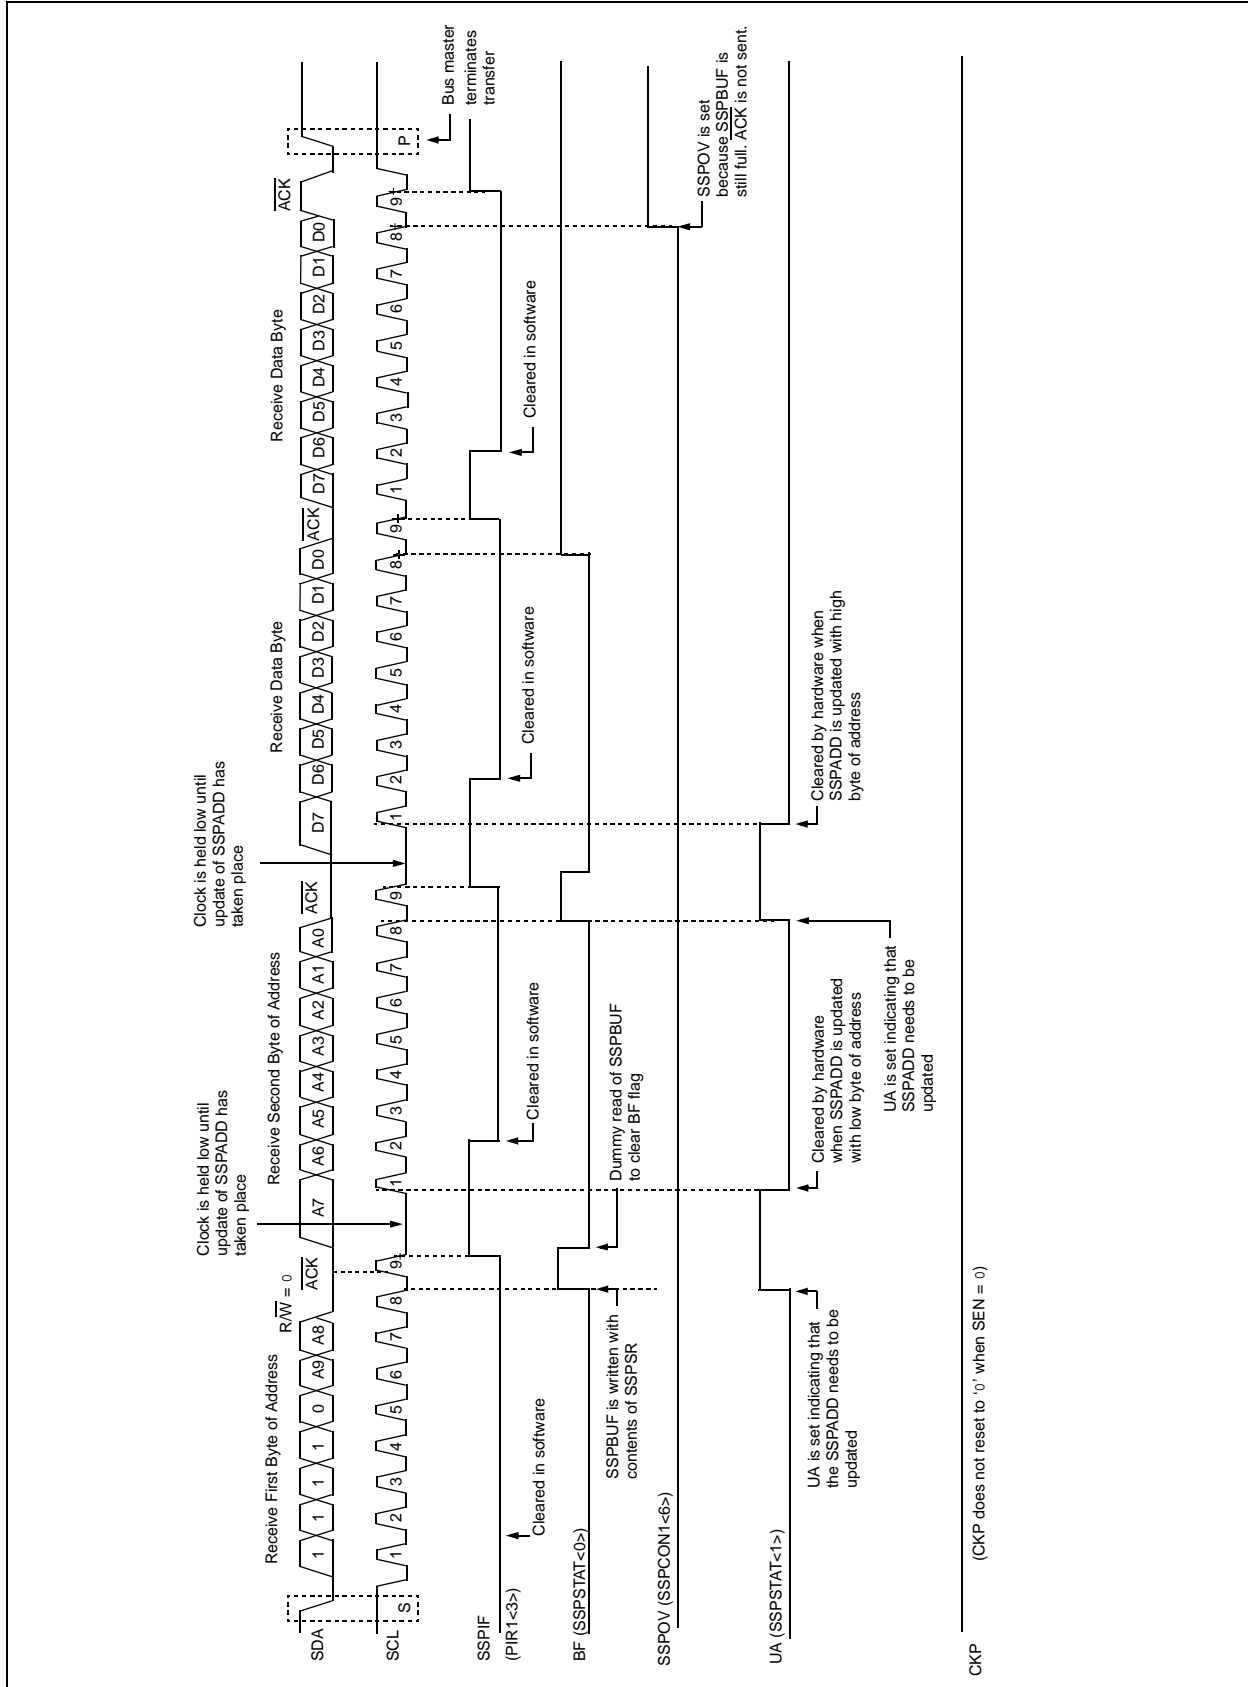 Clock is held low until
update of SSPADD has
taken place
Clock is held low until
update of SSPADD has
taken place
Receive First Byte of Address
R/W = 0
Receive Second Byte of Address
Receive Data Byte
Receive Data Byte
ACK
ACK
ACK
ACK
SDA
1 1 1 1 0 A9 A8
A7 A6 A5 A4 A3 A2 A1 A0
D7 D6 D5 D4 D3 D2 D1 D0
D7 D6 D5 D4 D3 D2 D1 D0
SCL
S
1 2 3 4 5 6 7 8 9
1 2 3 4 5 6 7 8 9
1 2 3 4 5 6 7 8 9
1 2 3 4 5 6 7 8 9
P
Bus master
terminates
transfer
SSPIF
(PIR1<3>)
Cleared in software
Cleared in software
Cleared in software
Cleared in software
BF (SSPSTAT<0>)
SSPBUF is written with
contents of SSPSR
Dummy read of SSPBUF
to clear BF flag
SSPOV (SSPCON1<6>)
SSPOV is set
because SSPBUF is
still full. ACK is not sent.
UA (SSPSTAT<1>)
UA is set indicating that
the SSPADD needs to be
updated
Cleared by hardware
when SSPADD is updated
with low byte of address
UA is set indicating that
SSPADD needs to be
updated
Cleared by hardware when
SSPADD is updated with high
byte of address
CKP
(CKP does not reset to ‘0’ when SEN = 0)